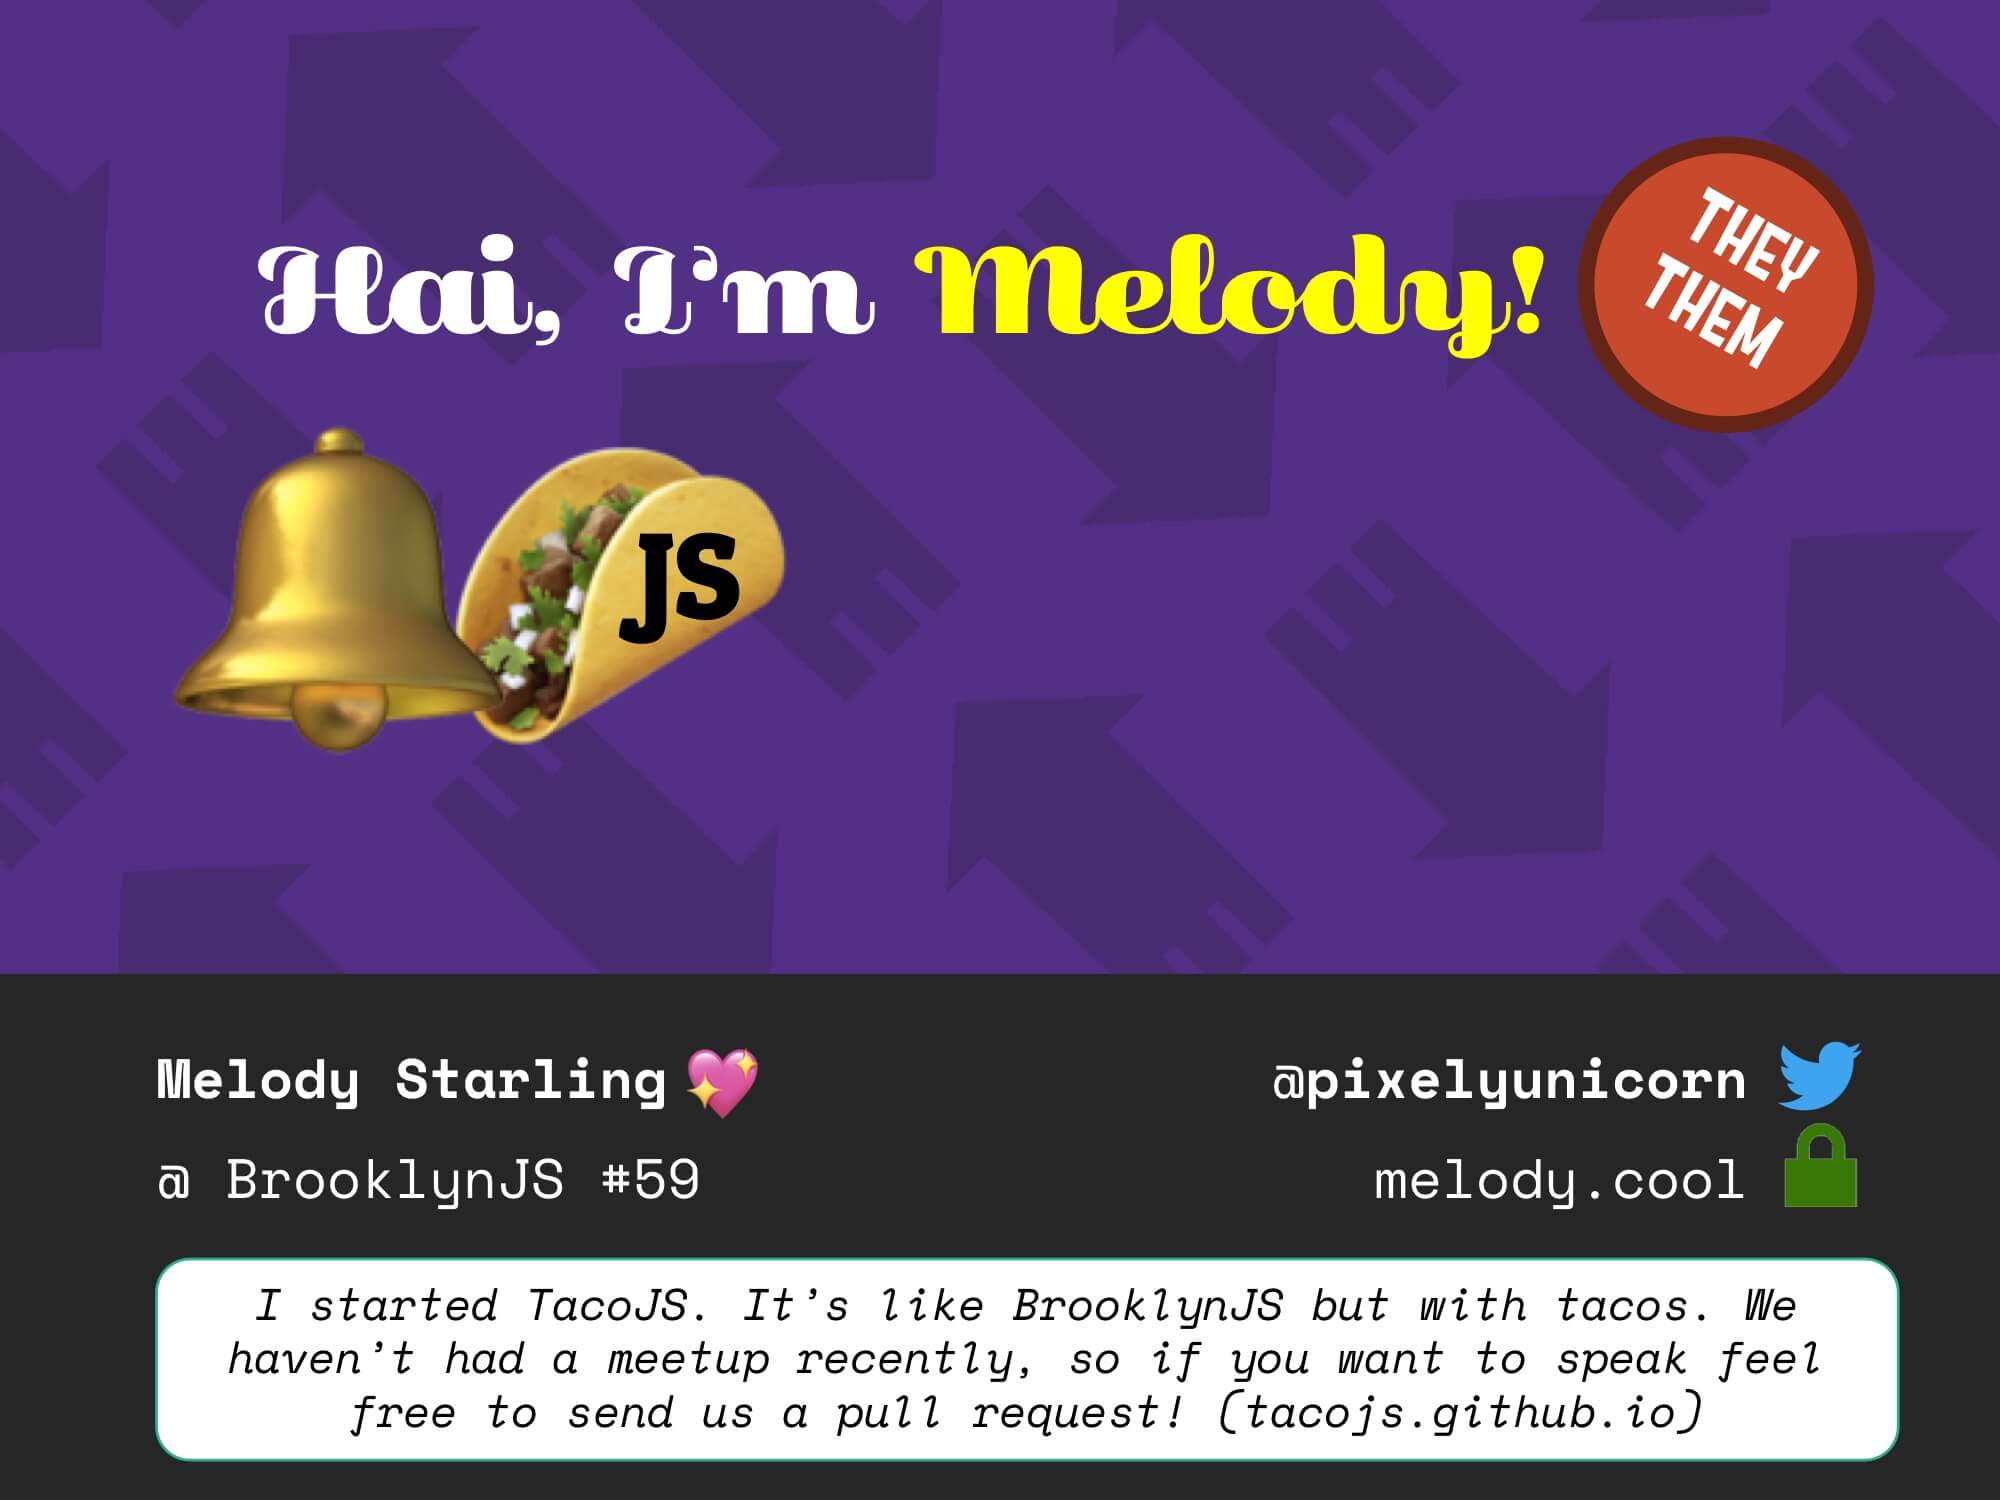 Hai, I'm Melody!
THEY
THEM
JS
Melody Starling
@ BrooklynJS #59
@pixelyunicorn
melody.cool
I started TacoJS. It's like BrooklynJS but with tacos. We
haven't had a meetup recently, so if you want to speak feel
free to send us a pull request! (tacojs.github.io)